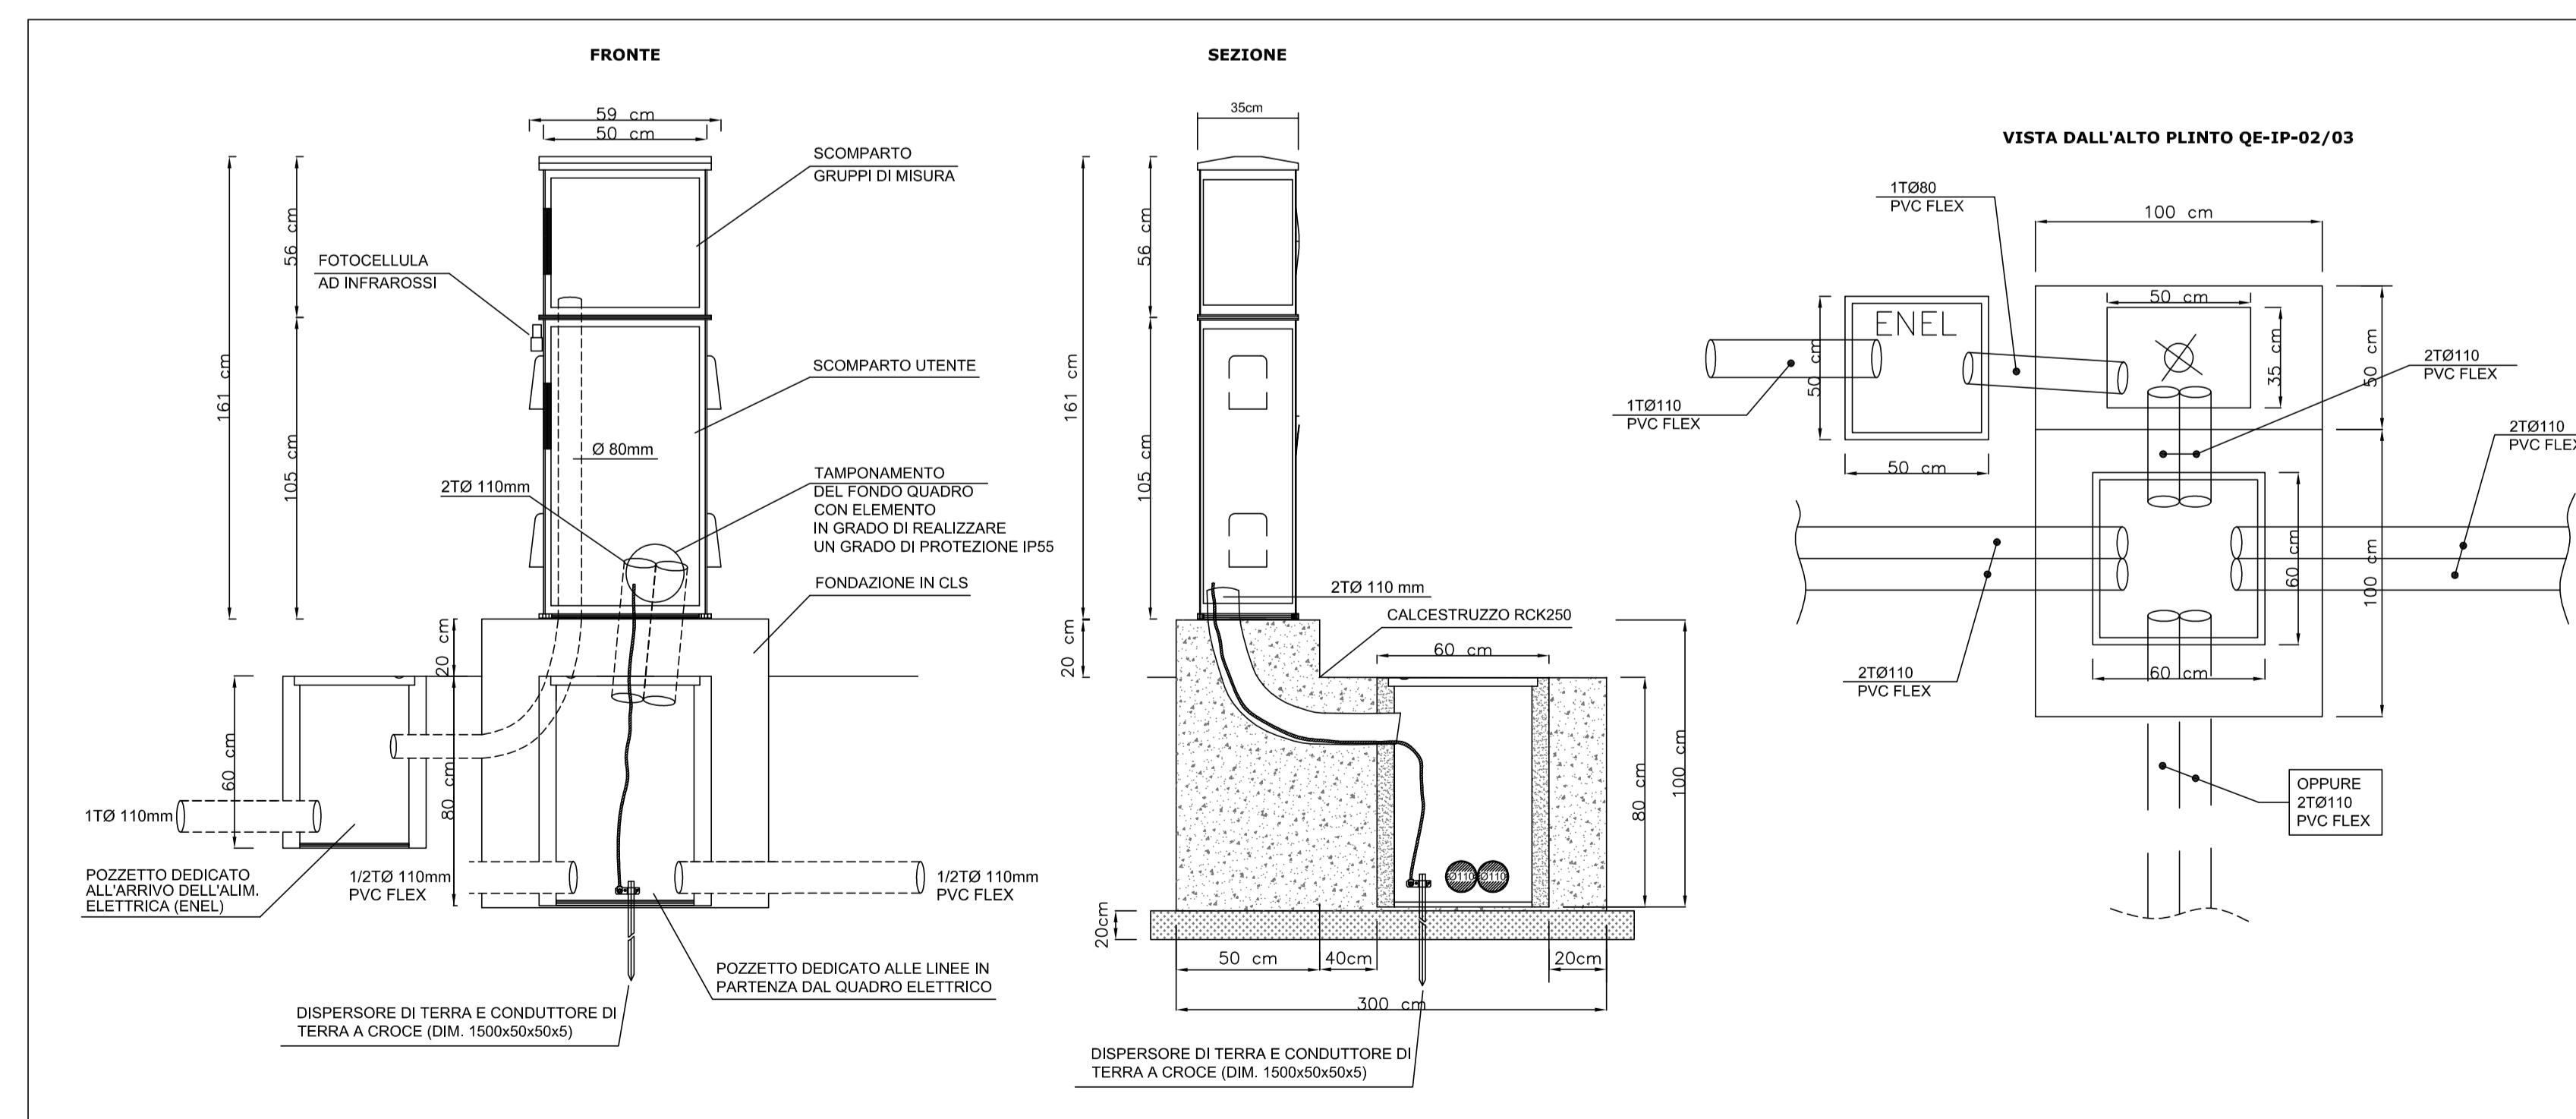 FRONTE
59 cm
50 cm
161 cm
56 cm
105 cm
SCOMPARTO
GRUPPI DI MISURA
FOTOCELLULA
AD INFRAROSSI
SCOMPARTO UTENTE
Ø 80mm
2TØ 110mm
TAMPONAMENTO
DEL FONDO QUADRO
CON ELEMENTO
IN GRADO DI REALIZZARE
UN GRADO DI PROTEZIONE IP55
FONDAZIONE IN CLS
20 cm
60 cm
80 cm
1TØ 110mm
POZZETTO DEDICATO
ALL'ARRIVO DELL'ALIM.
ELETTRICA (ENEL)
1/2TØ 110mm
PVC FLEX
1/2TØ 110mm
PVC FLEX
POZZETTO DEDICATO ALLE LINEE IN
PARTENZA DAL QUADRO ELETTRICO
DISPERSORE DI TERRA E CONDUTTORE DI
TERRA A CROCE (DIM. 1500x50x50x5)
SEZIONE
35cm
161 cm
56 cm
105 cm
20 cm
2TØ 110 mm
CALCESTRUZZO RCK250
60 cm
80 cm
100 cm
Ø110
Ø110
20cm
50 cm
40cm
20cm
300 cm
DISPERSORE DI TERRA E CONDUTTORE DI
TERRA A CROCE (DIM. 1500x50x50x5)
VISTA DALL'ALTO PLINTO QE-IP-02/03
1TØ80
PVC FLEX
100 cm
ENEL
50 cm
50 cm
1TØ110
PVC FLEX
50 cm
35 cm
50 cm
2TØ110
PVC FLEX
2TØ110
PVC FLEX
60 cm
100 cm
60 cm
2TØ110
PVC FLEX
OPPURE
2TØ110
PVC FLEX